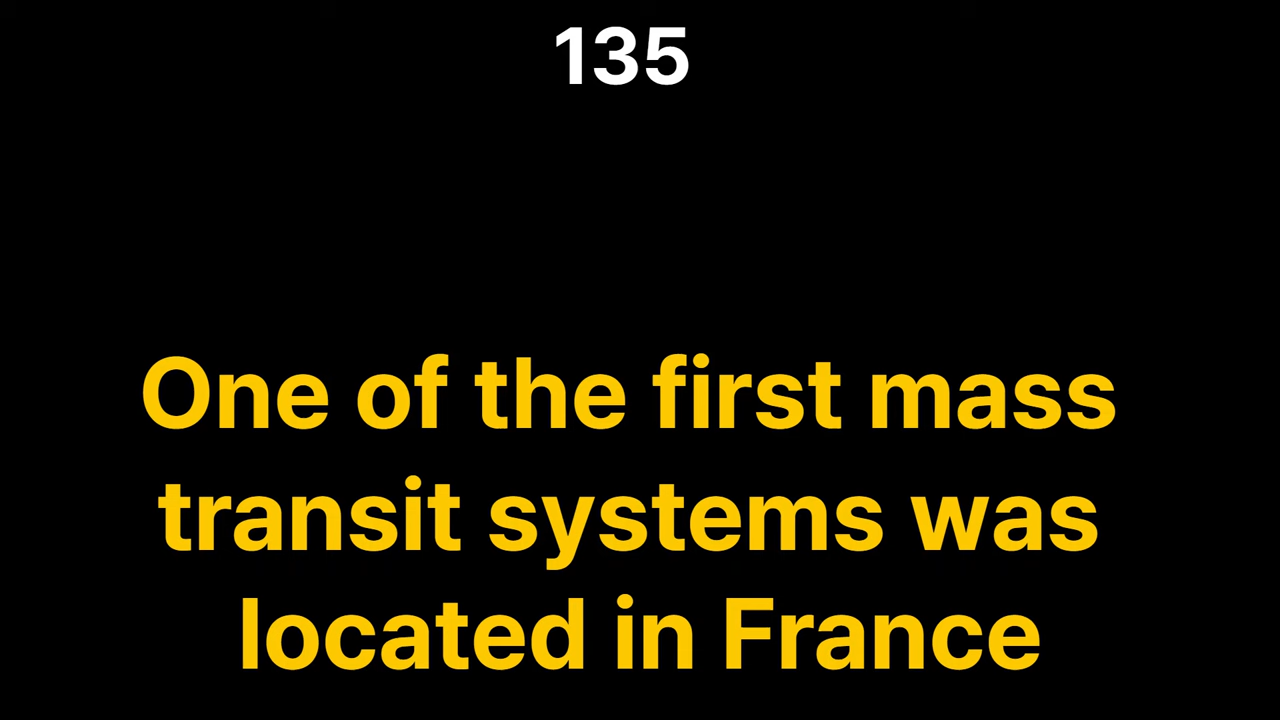 135
One of the first mass
transit systems was
located in France